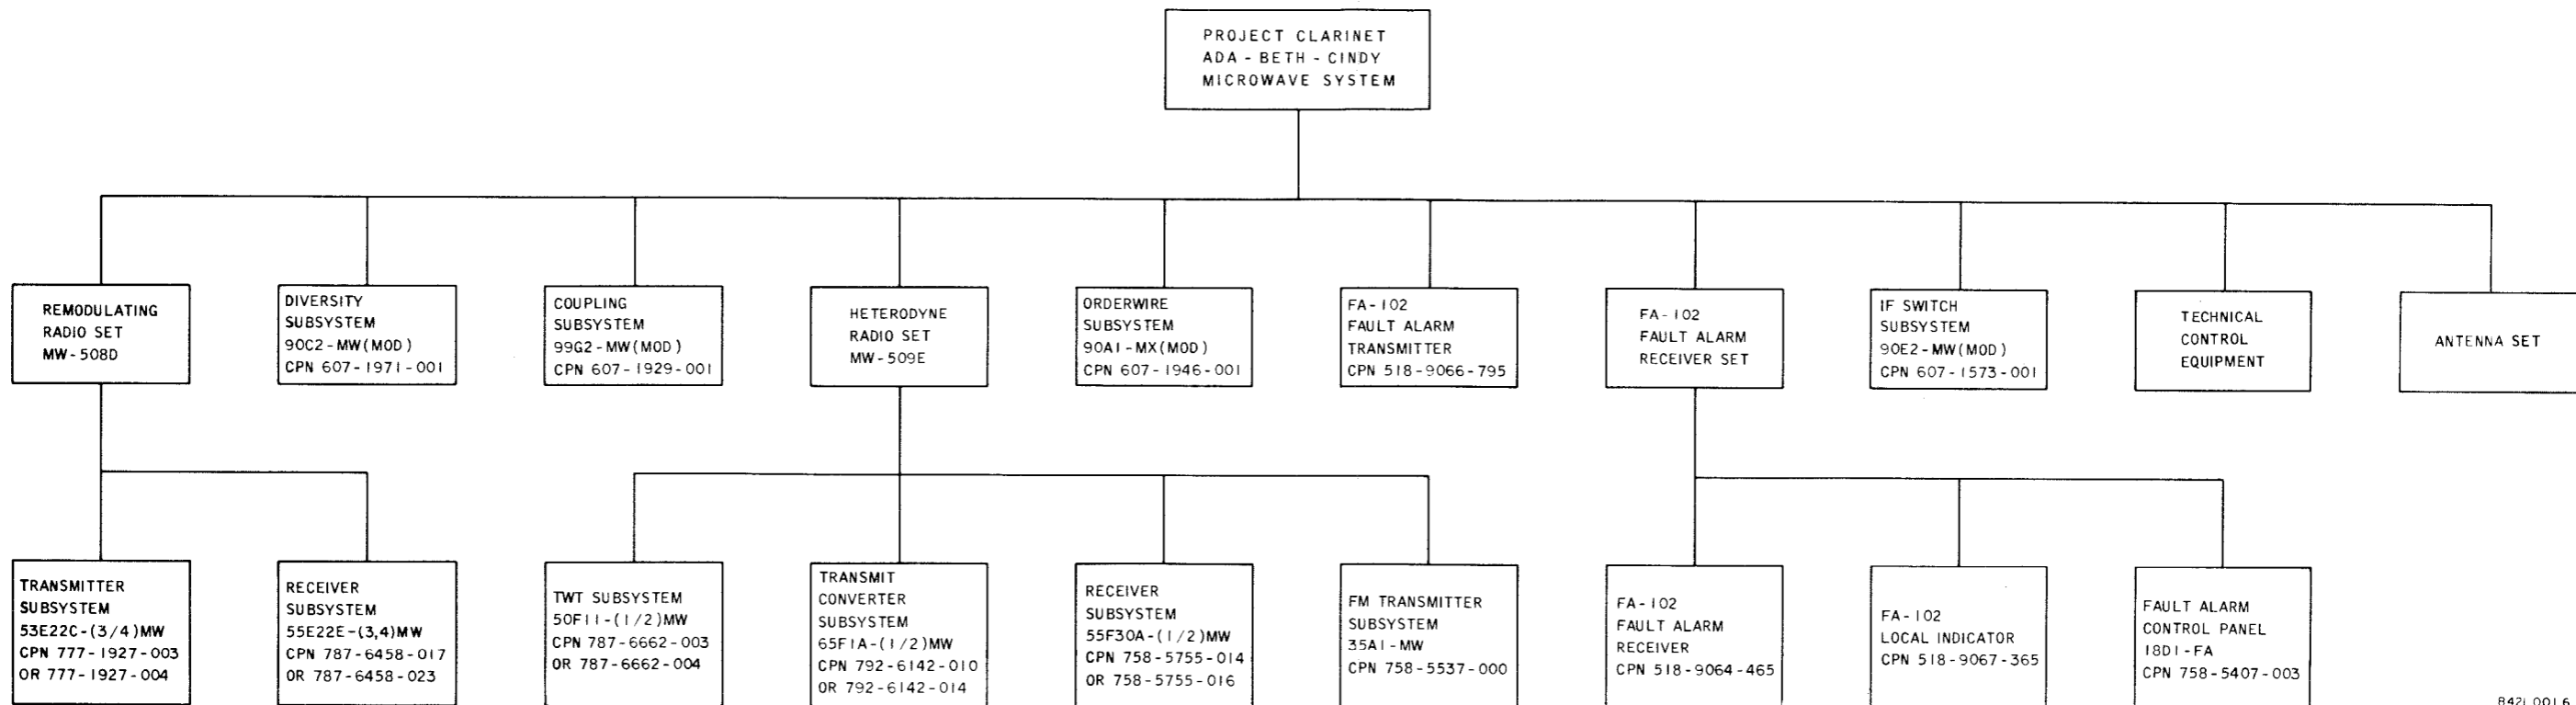 PROJECT CLARINET
ADA - BETH - CINDY
MICROWAVE SYSTEM
REMODULATING
RADIO SET
MW-508D
DIVERSITY
SUBSYSTEM
90C2-MW(MOD)
CPN 607-1971-001
COUPLING
SUBSYSTEM
99G2-MW(MOD)
CPN 607-1929-001
HETERODYNE
RADIO SET
MW-509E
ORDERWIRE
SUBSYSTEM
90A1-MX(MOD)
CPN 607-1946-001
FA-102
FAULT ALARM
TRANSMITTER
CPN 518-9066-795
FA-102
FAULT ALARM
RECEIVER SET
IF SWITCH
SUBSYSTEM
90E2-MW(MOD)
CPN 607-1573-001
TECHNICAL
CONTROL
EQUIPMENT
ANTENNA SET
TRANSMITTER
SUBSYSTEM
53E22C-(3/4)MW
CPN 777-1927-003
OR 777-1927-004
RECEIVER
SUBSYSTEM
55E22E-(3,4)MW
CPN 787-6458-017
OR 787-6458-023
TWT SUBSYSTEM
50F11-(1/2)MW
CPN 787-6662-003
OR 787-6662-004
TRANSMIT
CONVERTER
SUBSYSTEM
65F1A-(1/2)MW
CPN 792-6142-010
OR 792-6142-014
RECEIVER
SUBSYSTEM
55F30A-(1/2)MW
CPN 758-5755-014
OR 758-5755-016
FM TRANSMITTER
SUBSYSTEM
35A1-MW
CPN 758-5537-000
FA-102
FAULT ALARM
RECEIVER
CPN 518-9064-465
FA-102
LOCAL INDICATOR
CPN 518-9067-365
FAULT ALARM
CONTROL PANEL
18D1-FA
CPN 758-5407-003